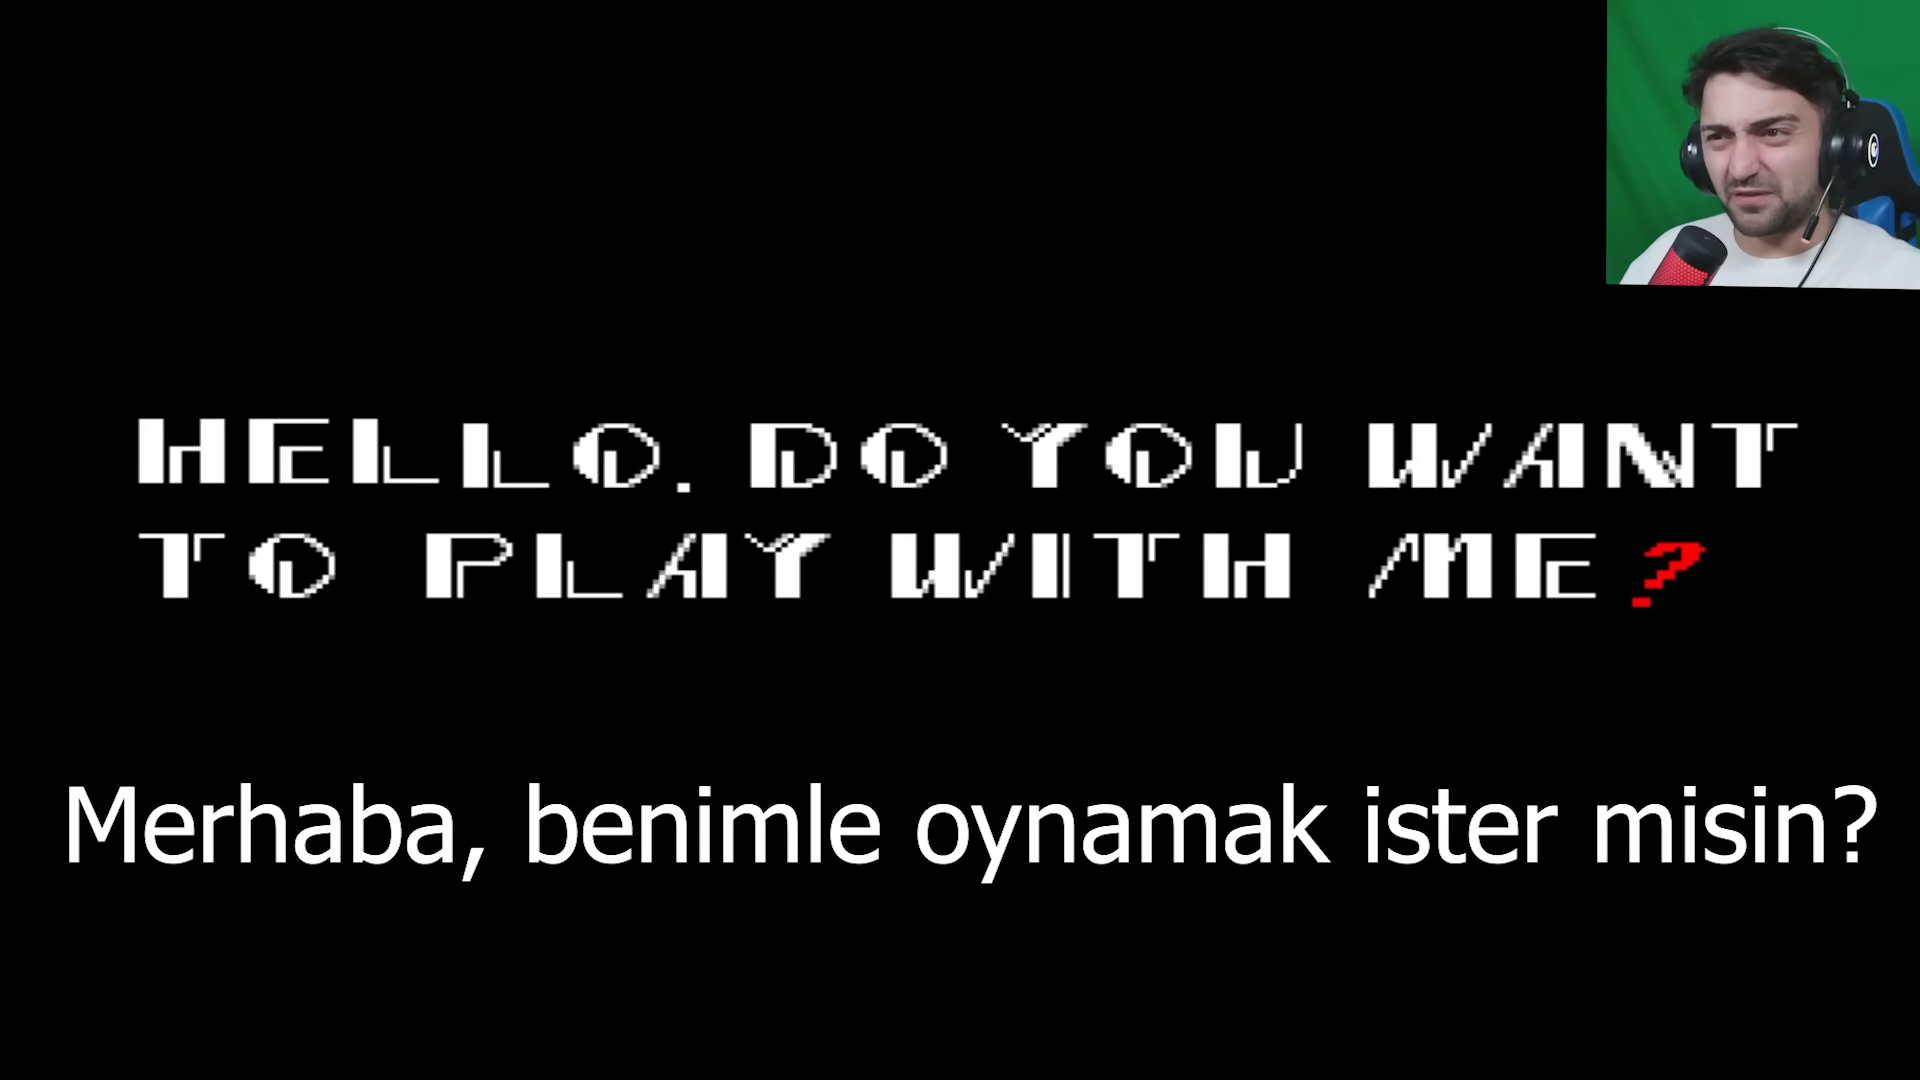 HELLO. DO YOU WANT
TO PLAY WITH ME?
Merhaba, benimle oynamak ister misin?